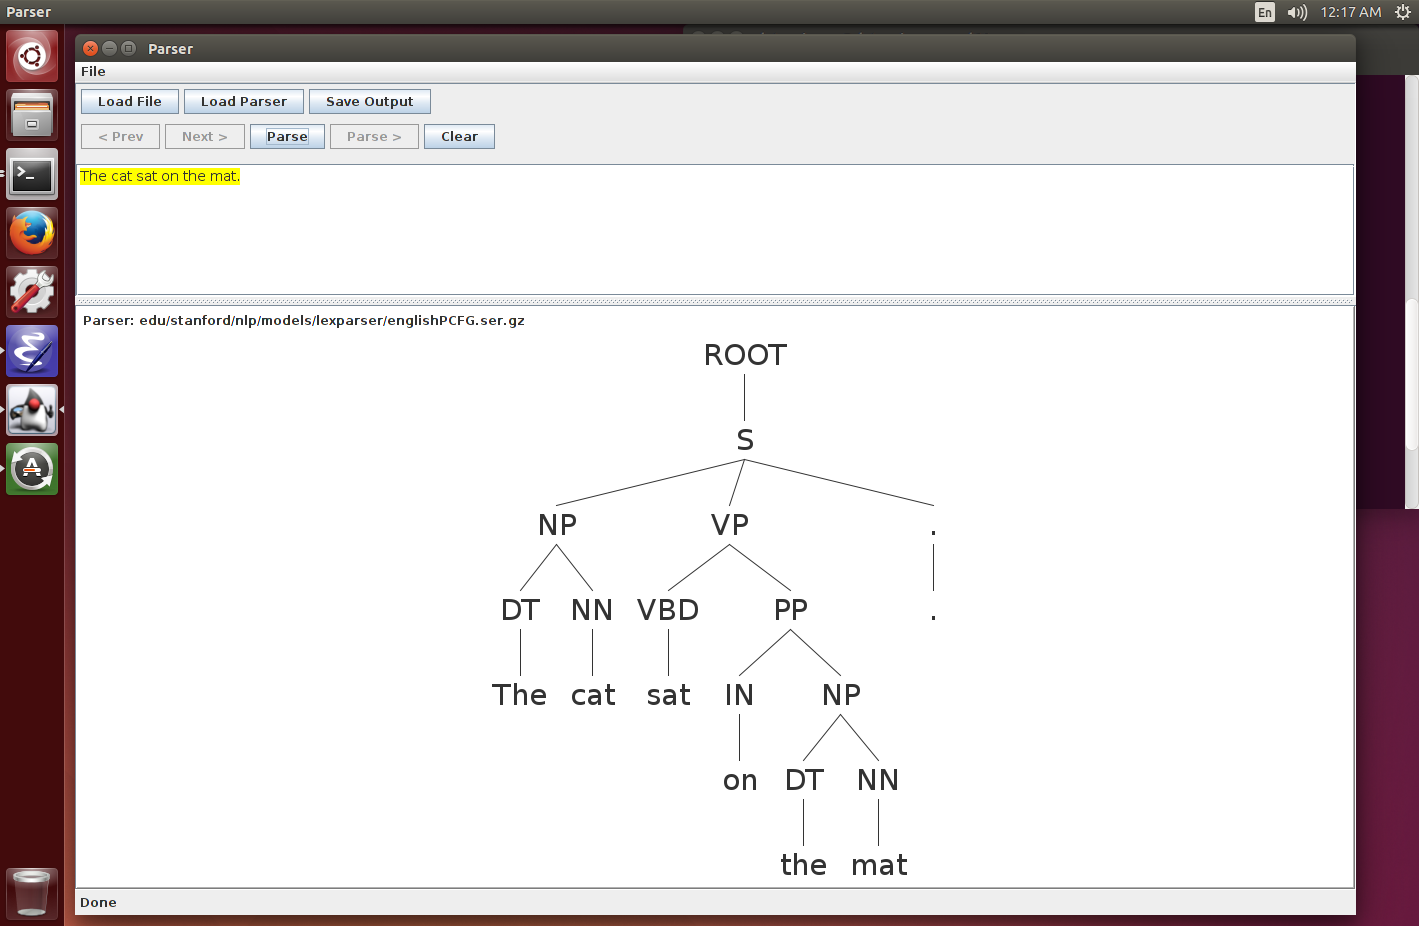 Parser
En 12:17 AM
Parser
File
Load File Load Parser Save Output
< Prev Next > Parse Parse > Clear
The cat sat on the mat.
Parser: edu/stanford/nlp/models/lexparser/englishPCFG.ser.gz
ROOT
S
NP VP .
DT NN VBD PP .
The cat sat IN NP
on DT NN
the mat
Done